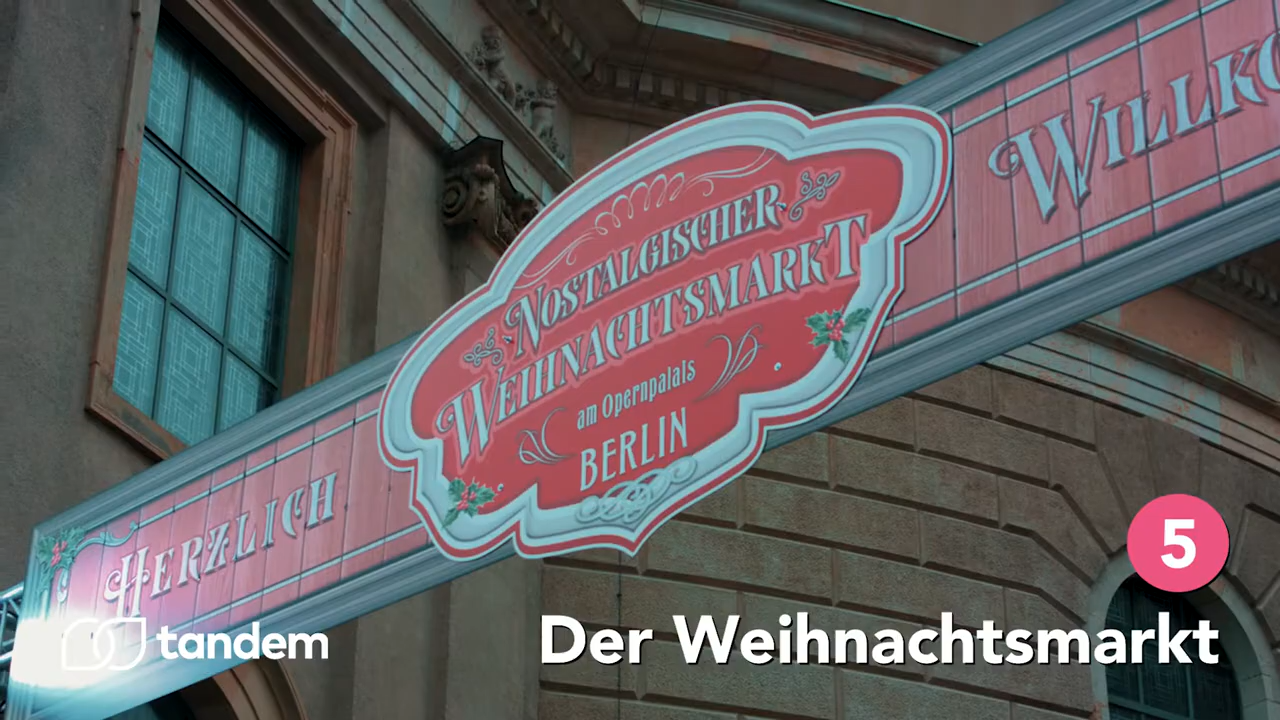 HERZLICH
NOSTALGISCHER
WEIHNACHTSMARKT
am Opernpalais
BERLIN
WILLKO
5
tandem
Der Weihnachtsmarkt